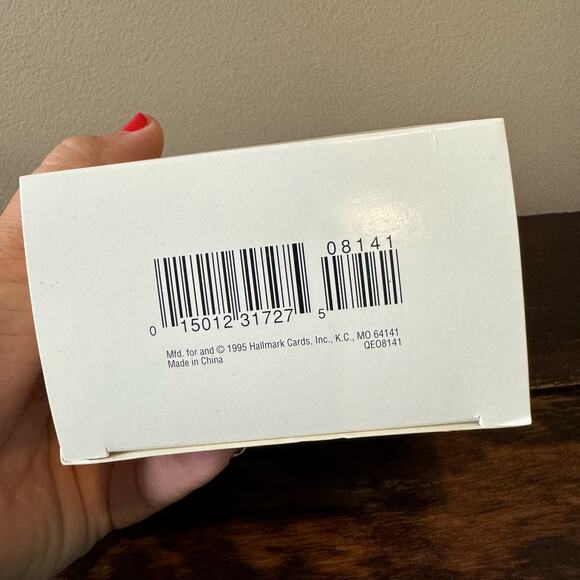 08141
0 15012 31727 5
Mfd. for and © 1995 Hallmark Cards, Inc., K.C., MO 64141
Made in China QEO8141